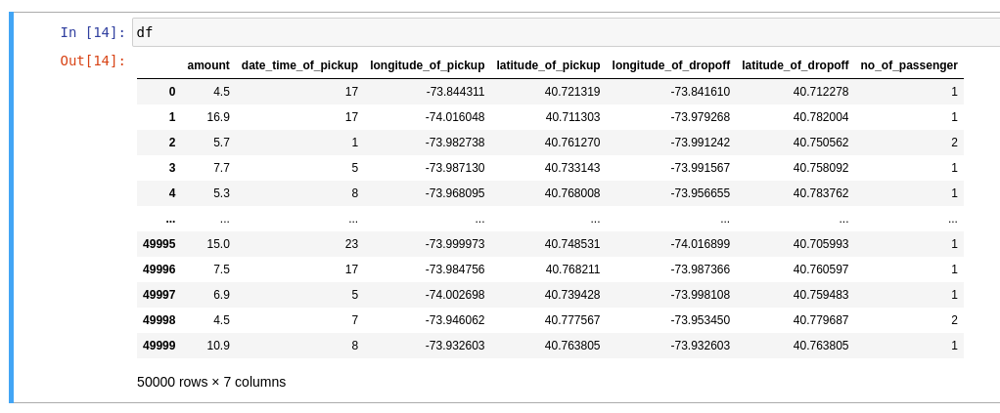 In [14]: df
Out[14]:
amount date_time_of_pickup longitude_of_pickup latitude_of_pickup longitude_of_dropoff latitude_of_dropoff no_of_passenger
0 4.5 17 -73.844311 40.721319 -73.841610 40.712278 1
1 16.9 17 -74.016048 40.711303 -73.979268 40.782004 1
2 5.7 1 -73.982738 40.761270 -73.991242 40.750562 2
3 7.7 5 -73.987130 40.733143 -73.991567 40.758092 1
4 5.3 8 -73.968095 40.768008 -73.956655 40.783762 1
... ... ... ... ... ... ... ...
49995 15.0 23 -73.999973 40.748531 -74.016899 40.705993 1
49996 7.5 17 -73.984756 40.768211 -73.987366 40.760597 1
49997 6.9 5 -74.002698 40.739428 -73.998108 40.759483 1
49998 4.5 7 -73.946062 40.777567 -73.953450 40.779687 2
49999 10.9 8 -73.932603 40.763805 -73.932603 40.763805 1
50000 rows × 7 columns